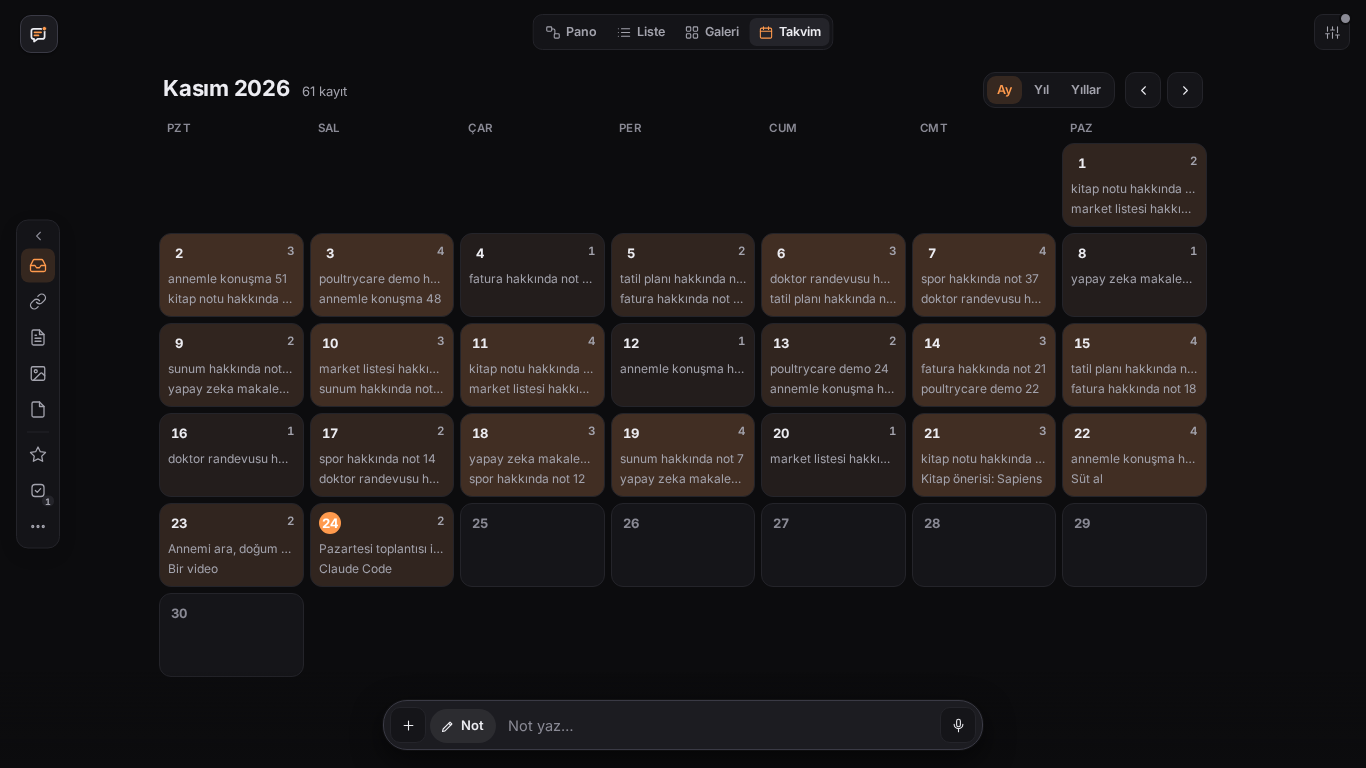 Pano Liste Galeri Takvim
Kasım 2026 61 kayıt
Ay Yıl Yıllar
PZT SAL ÇAR PER CUM CMT PAZ
1 2
kitap notu hakkında ...
market listesi hakkı...
2 3
annemle konuşma 51
kitap notu hakkında ...
3 4
poultrycare demo h...
annemle konuşma 48
4 1
fatura hakkında not ...
5 2
tatil planı hakkında n...
fatura hakkında not ...
6 3
doktor randevusu h...
tatil planı hakkında n...
7 4
spor hakkında not 37
doktor randevusu h...
8 1
yapay zeka makale...
9 2
sunum hakkında not...
yapay zeka makale...
10 3
market listesi hakkı...
sunum hakkında not...
11 4
kitap notu hakkında ...
market listesi hakkı...
12 1
annemle konuşma h...
13 2
poultrycare demo 24
annemle konuşma h...
14 3
fatura hakkında not 21
poultrycare demo 22
15 4
tatil planı hakkında n...
fatura hakkında not 18
16 1
doktor randevusu h...
17 2
spor hakkında not 14
doktor randevusu h...
18 3
yapay zeka makale...
spor hakkında not 12
19 4
sunum hakkında not 7
yapay zeka makale...
20 1
market listesi hakkı...
21 3
kitap notu hakkında ...
Kitap önerisi: Sapiens
22 4
annemle konuşma h...
Süt al
1
23 2
Annemi ara, doğum ...
Bir video
24 2
Pazartesi toplantısı i...
Claude Code
25
26
27
28
29
30
Not Not yaz...